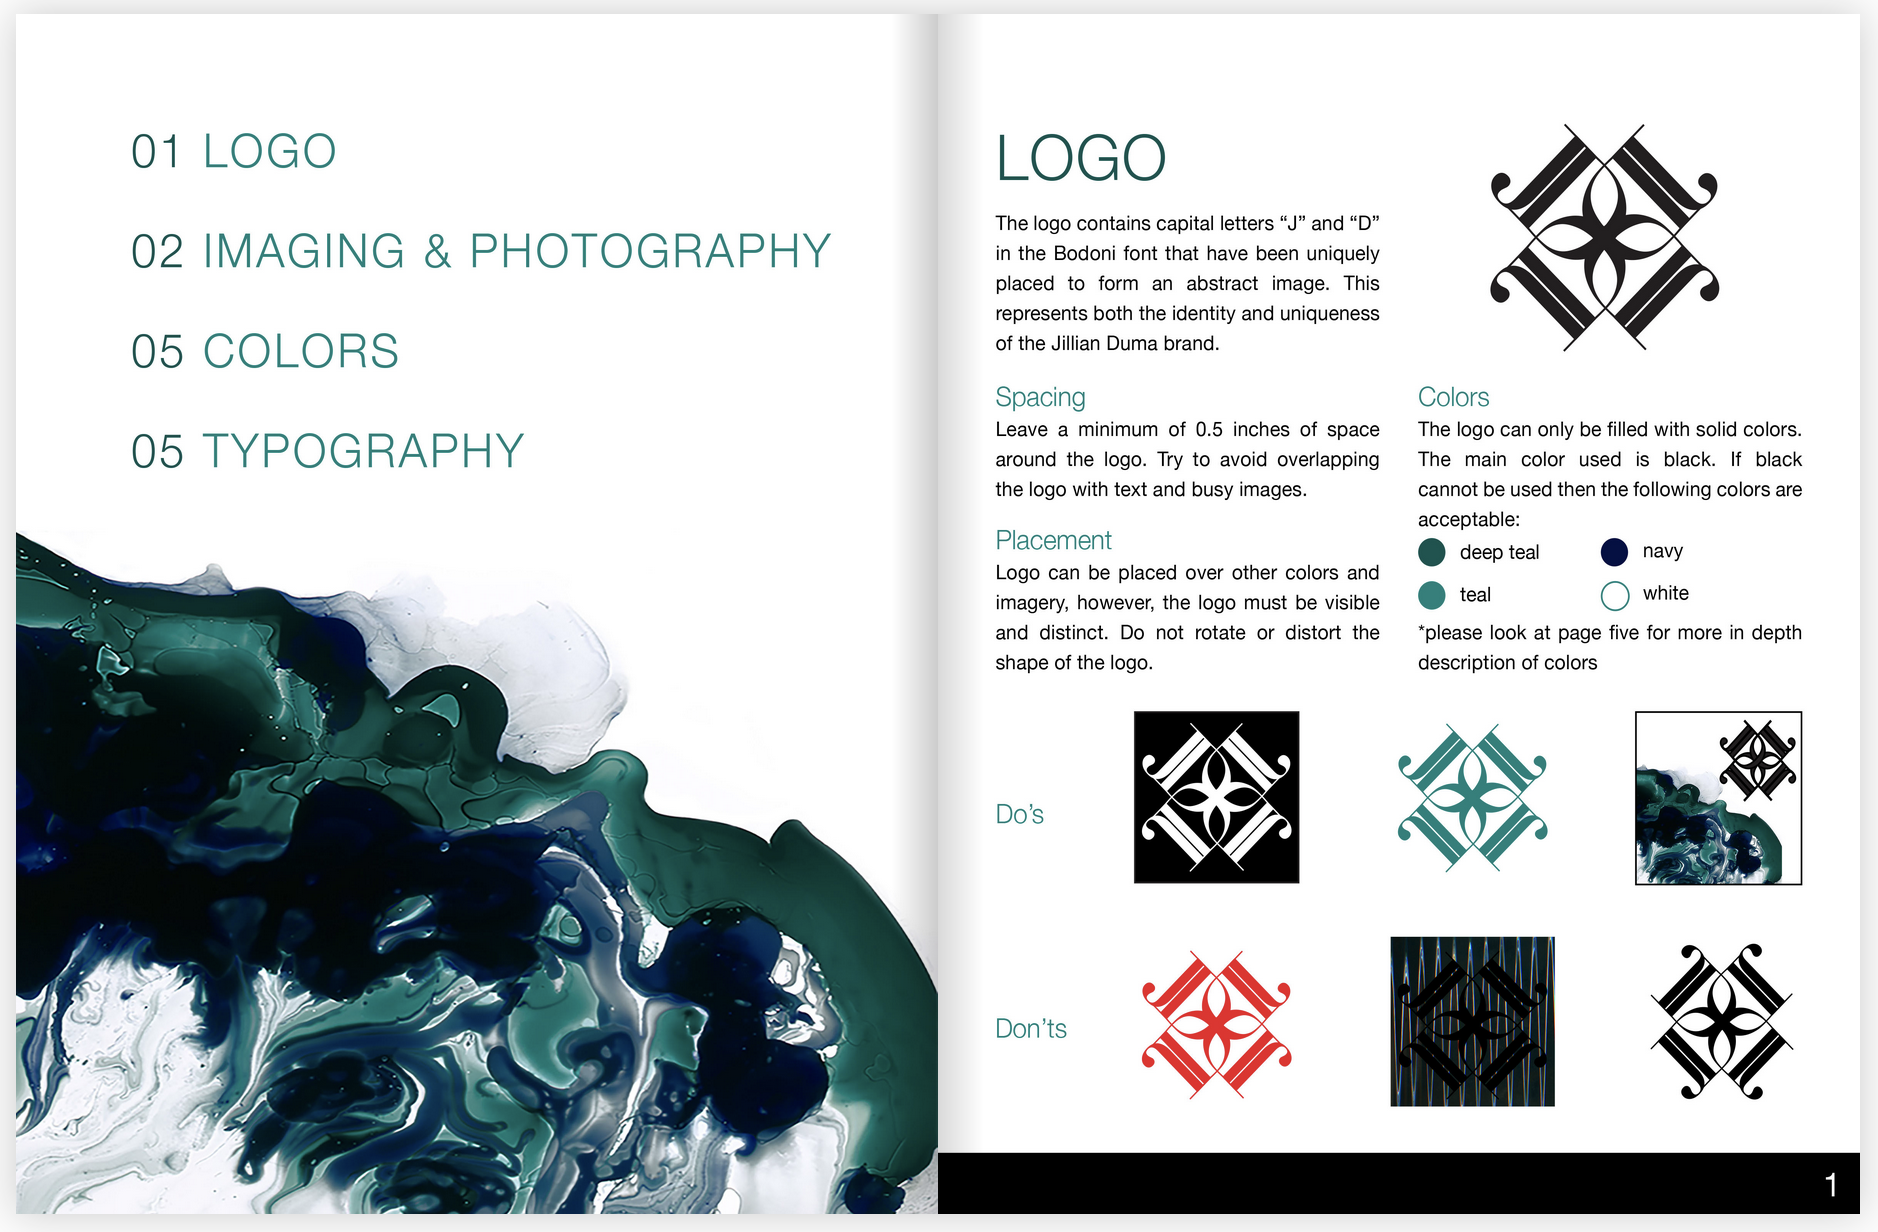 01 LOGO
02 IMAGING & PHOTOGRAPHY
05 COLORS
05 TYPOGRAPHY
LOGO
The logo contains capital letters “J” and “D”
in the Bodoni font that have been uniquely
placed to form an abstract image. This
represents both the identity and uniqueness
of the Jillian Duma brand.
Spacing
Leave a minimum of 0.5 inches of space
around the logo. Try to avoid overlapping
the logo with text and busy images.
Placement
Logo can be placed over other colors and
imagery, however, the logo must be visible
and distinct. Do not rotate or distort the
shape of the logo.
Colors
The logo can only be filled with solid colors.
The main color used is black. If black
cannot be used then the following colors are
acceptable:
deep teal
navy
teal
white
*please look at page five for more in depth
description of colors
Do’s
Don’ts
1